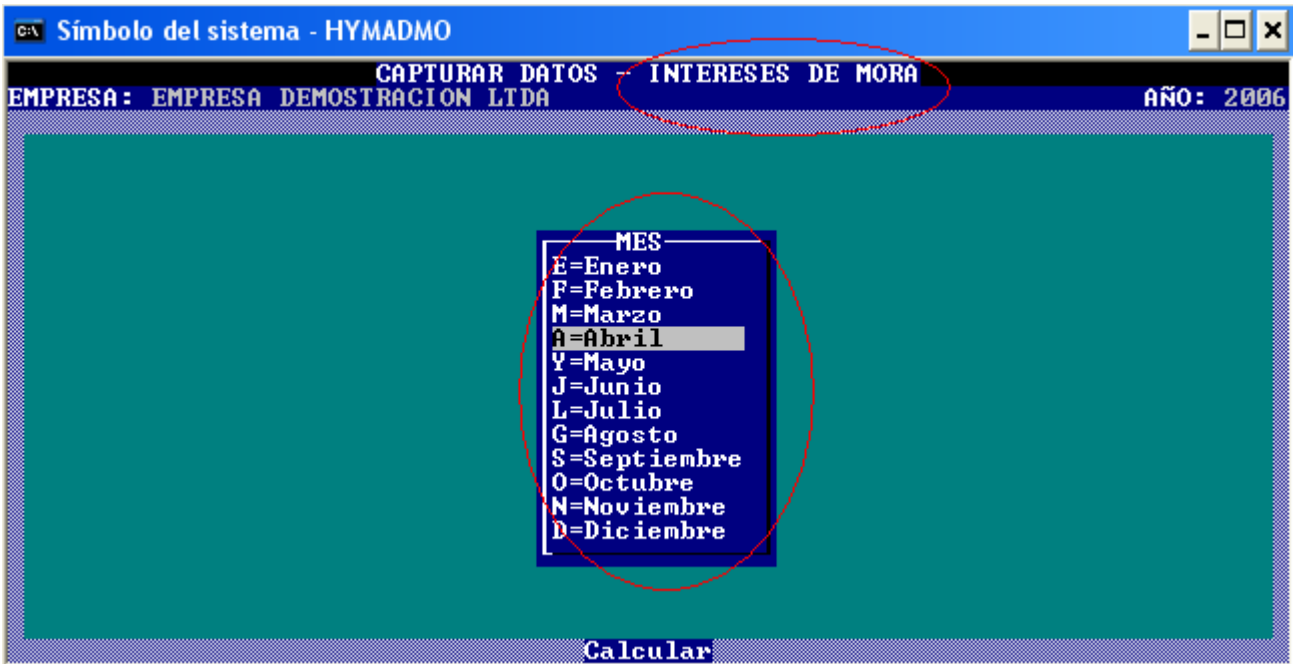 Símbolo del sistema - HYMADMO
CAPTURAR DATOS - INTERESES DE MORA
EMPRESA: EMPRESA DEMOSTRACION LTDA AÑO: 2006
MES
E=Enero
F=Febrero
M=Marzo
A=Abril
Y=Mayo
J=Junio
L=Julio
G=Agosto
S=Septiembre
O=Octubre
N=Noviembre
D=Diciembre
Calcular